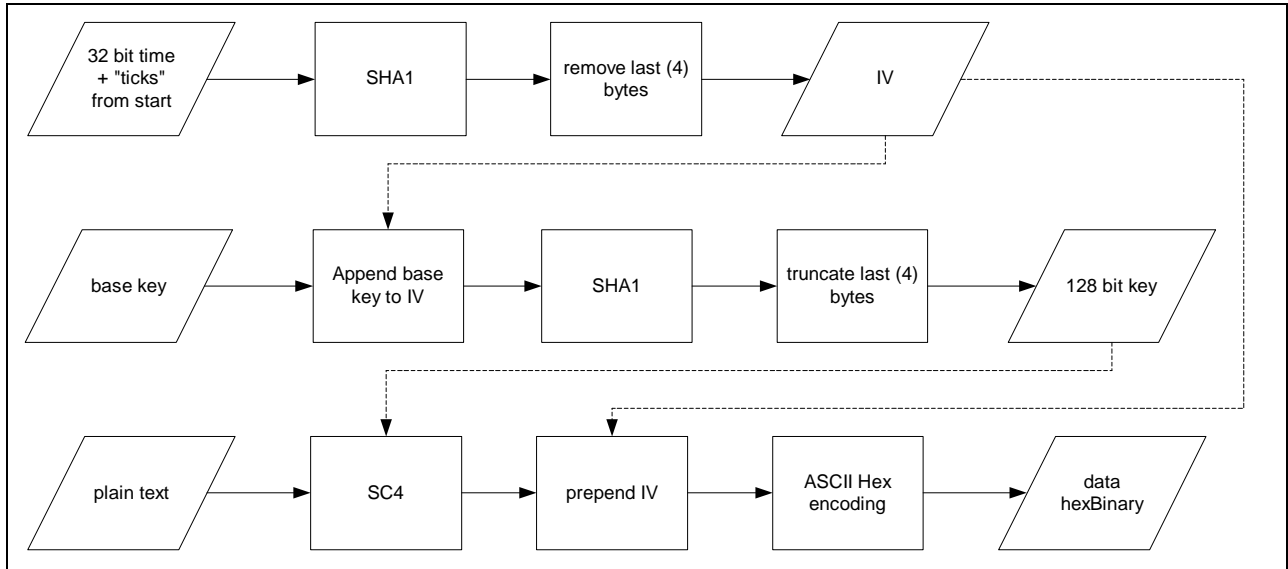 32 bit time
+ "ticks"
from start
SHA1
remove last (4)
bytes
IV
base key
Append base
key to IV
SHA1
truncate last (4)
bytes
128 bit key
plain text
SC4
prepend IV
ASCII Hex
encoding
data
hexBinary